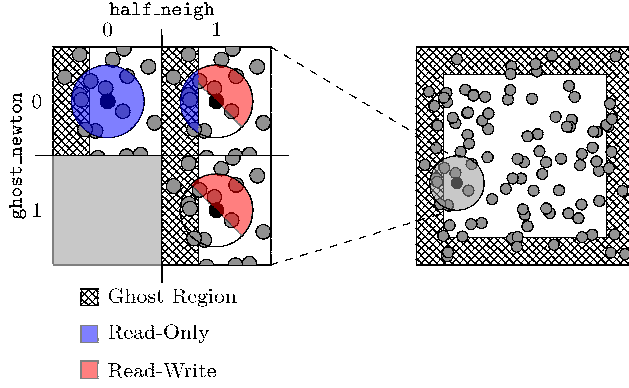 half_neigh
0 1
ghost_newton
0
1
Ghost Region
Read-Only
Read-Write